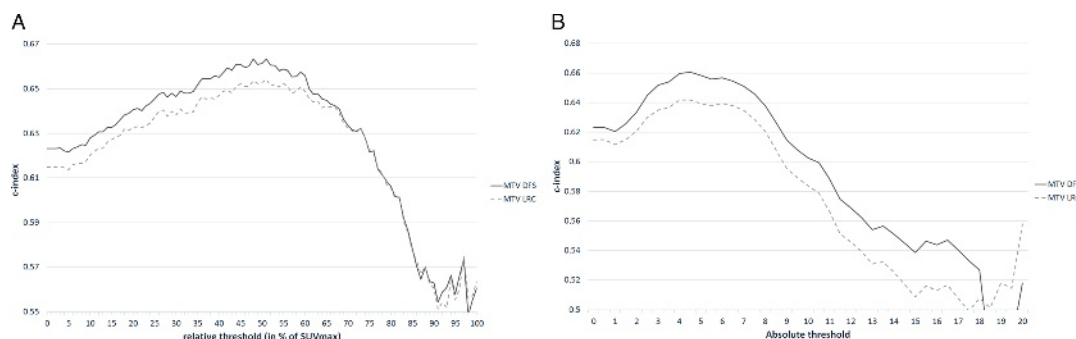 A
0.67
0.65
0.63
0.61
0.59
0.57
0.55
c-index
0 5 10 15 20 25 30 35 40 45 50 55 60 65 70 75 80 85 90 95 100
relative threshold (in % of SUVmax)
MTV DFS
MTV LRC
B
0.68
0.66
0.64
0.62
0.6
0.58
0.56
0.54
0.52
0.5
c-index
0 1 2 3 4 5 6 7 8 9 10 11 12 13 14 15 16 17 18 19 20
Absolute threshold
MTV DF
MTV LR